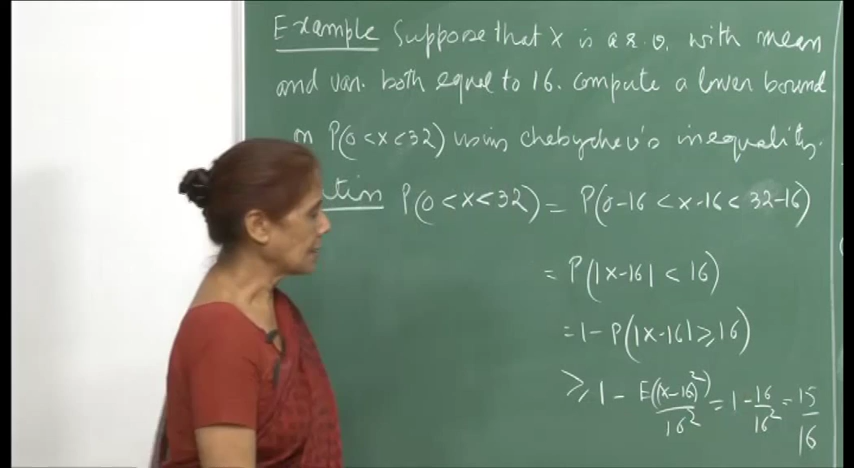 Example Suppose that X is a r.v. with mean
and var. both equal to 16. compute a lower bound
on P(0 < X < 32) using chebychev's inequality.
P(0 < X < 32) = P(0-16 < X-16 < 32-16)
= P(|X-16| < 16)
= 1 - P(|X-16| ≥ 16)
≥ 1 - E((X-16)²)/16² = 1 - 16/16² = 15/16